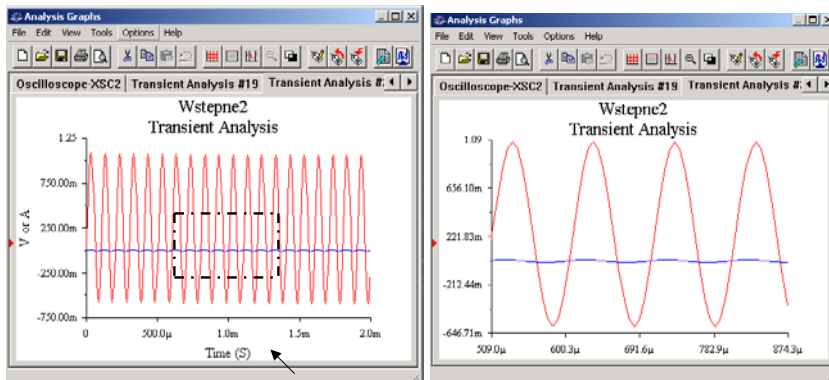 Analysis Graphs
File Edit View Tools Options Help
Oscilloscope-XSC2 Transient Analysis #19 Transient Analysis #:
Wstepne2
Transient Analysis
1.25
750.00m
250.00m
-250.00m
-750.00m
V or A
0 500.0µ 1.0m 1.5m 2.0m
Time (S)
Analysis Graphs
File Edit View Tools Options Help
Oscilloscope-XSC2 Transient Analysis #19 Transient Analysis #:
Wstepne2
Transient Analysis
1.09
656.10m
221.83m
-212.44m
-646.71m
509.0µ 600.3µ 691.6µ 782.9µ 874.3µ